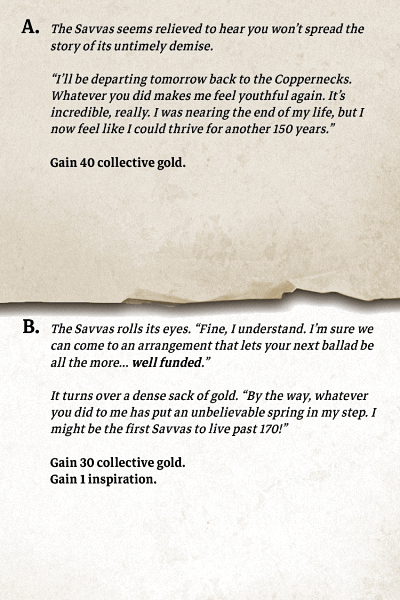 A. The Savvas seems relieved to hear you won’t spread the
story of its untimely demise.
“I’ll be departing tomorrow back to the Coppernecks.
Whatever you did makes me feel youthful again. It’s
incredible, really. I was nearing the end of my life, but I
now feel like I could thrive for another 150 years.”
Gain 40 collective gold.
B. The Savvas rolls its eyes. “Fine, I understand. I’m sure we
can come to an arrangement that lets your next ballad be
all the more… well funded.”
It turns over a dense sack of gold. “By the way, whatever
you did to me has put an unbelievable spring in my step. I
might be the first Savvas to live past 170!”
Gain 30 collective gold.
Gain 1 inspiration.